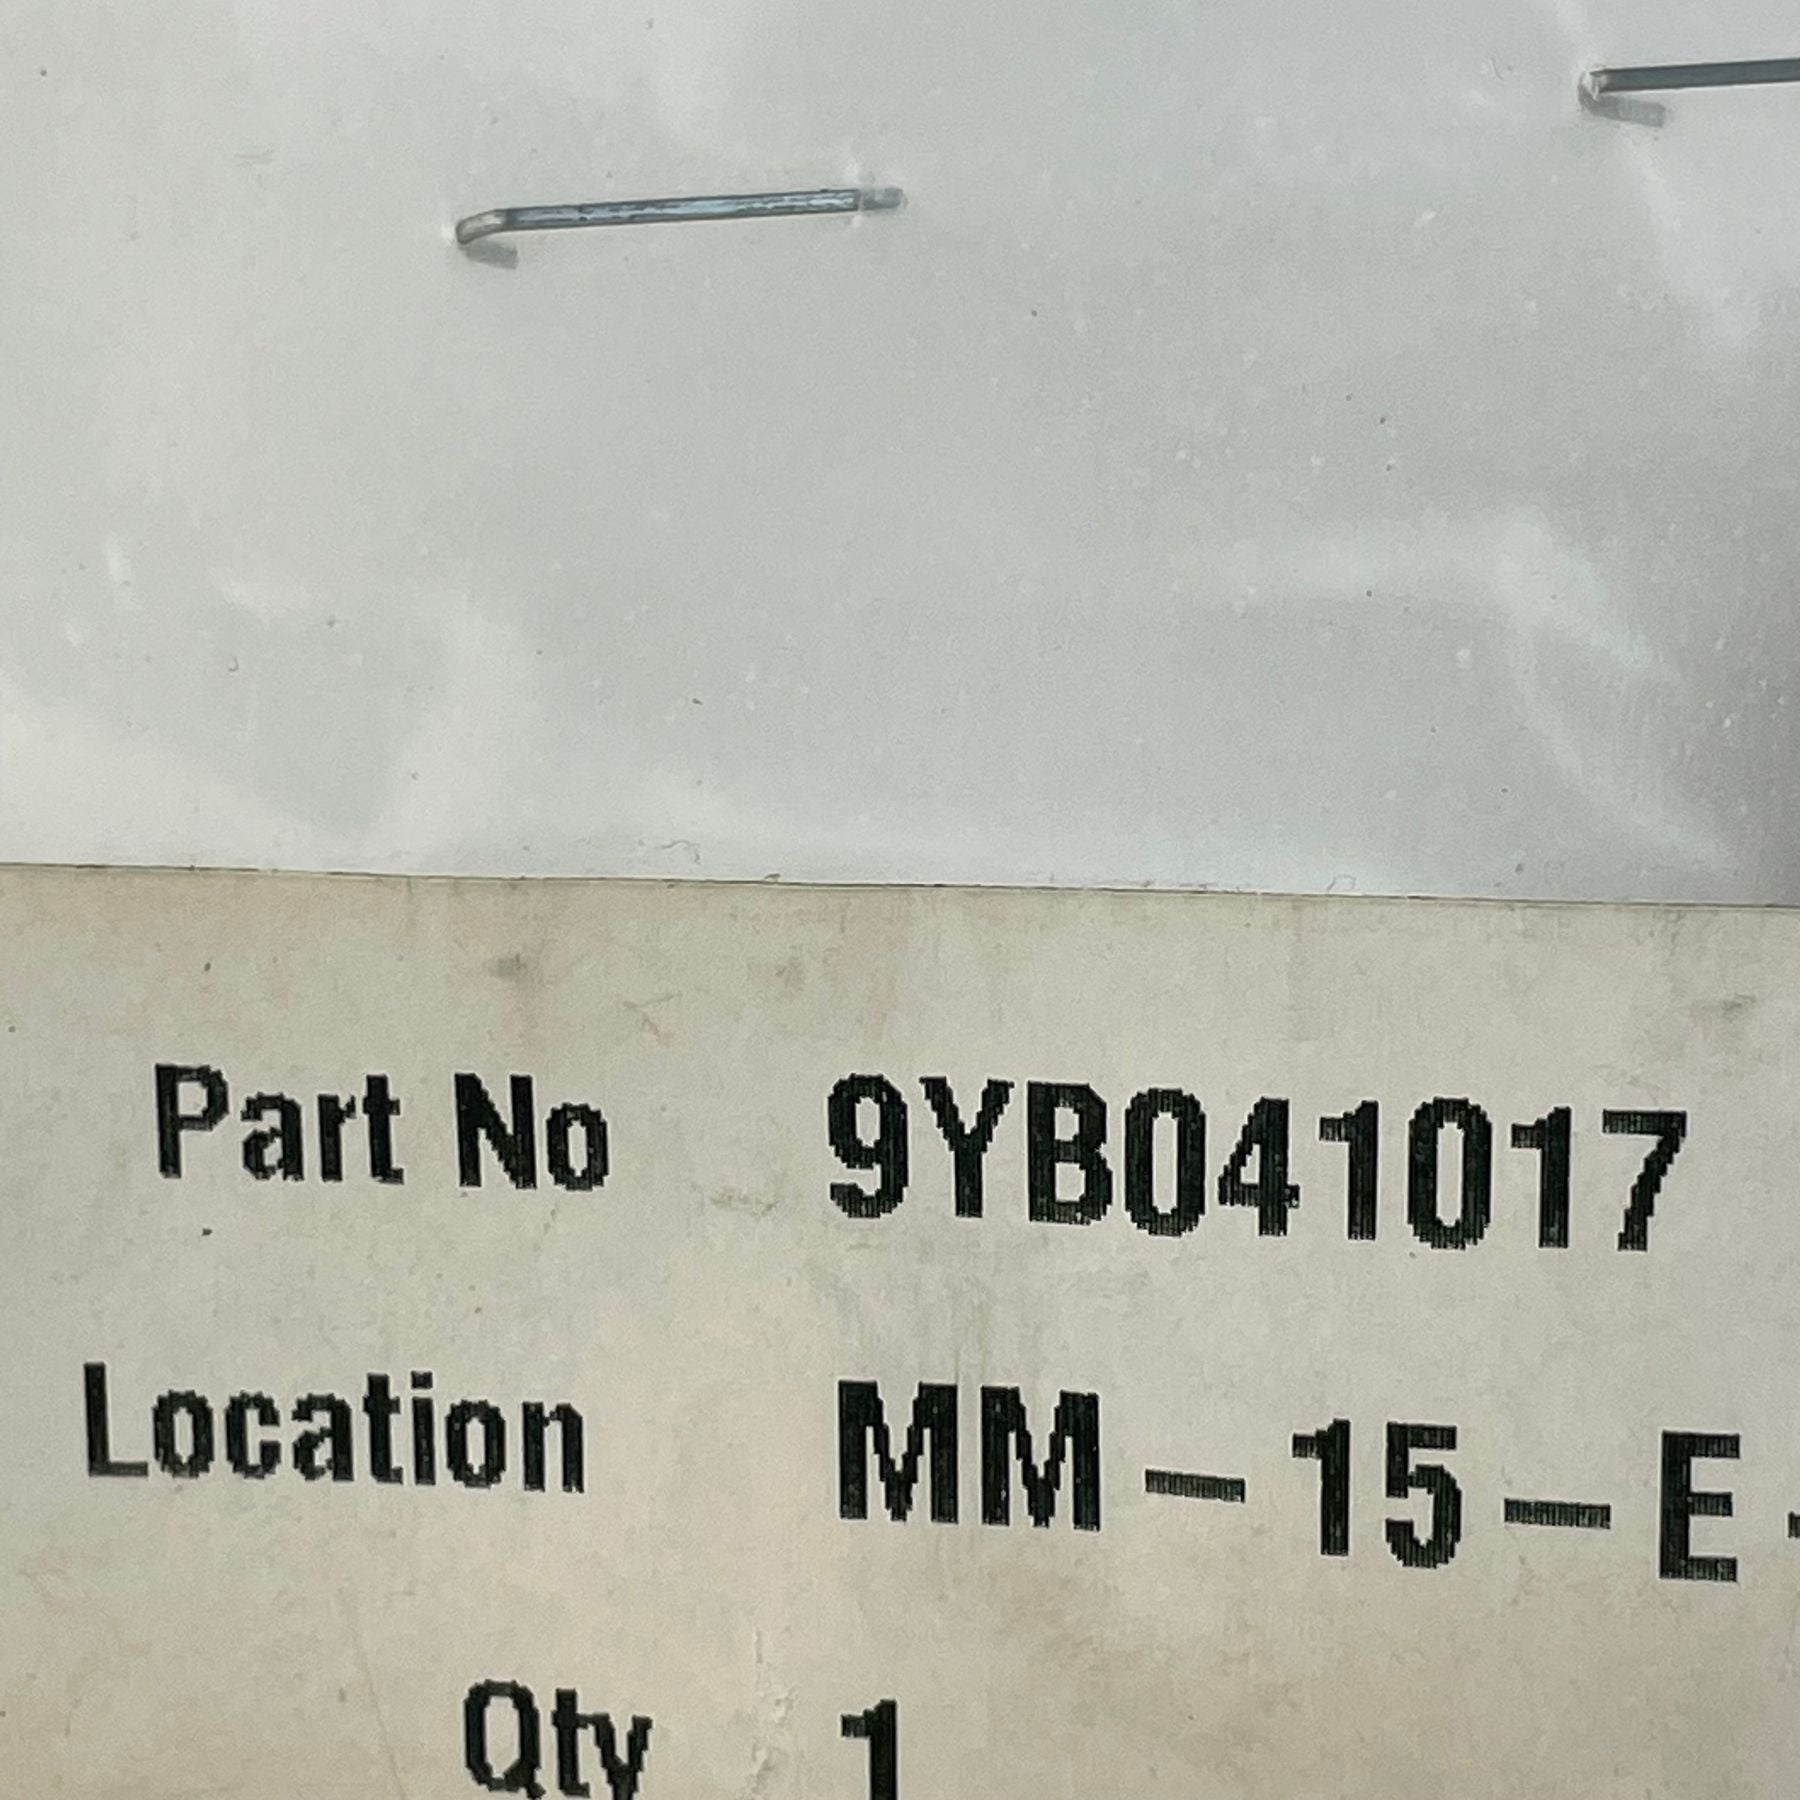 Part No 9YB041017
Location MM-15-E-
Qty 1